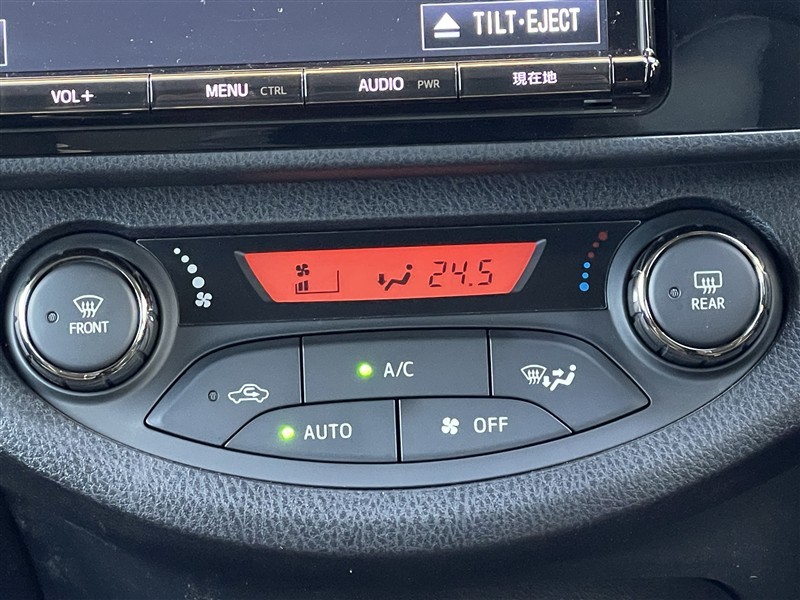 TILT·EJECT
VOL+
MENU CTRL
AUDIO PWR
現在地
24.5
FRONT
REAR
A/C
AUTO
OFF